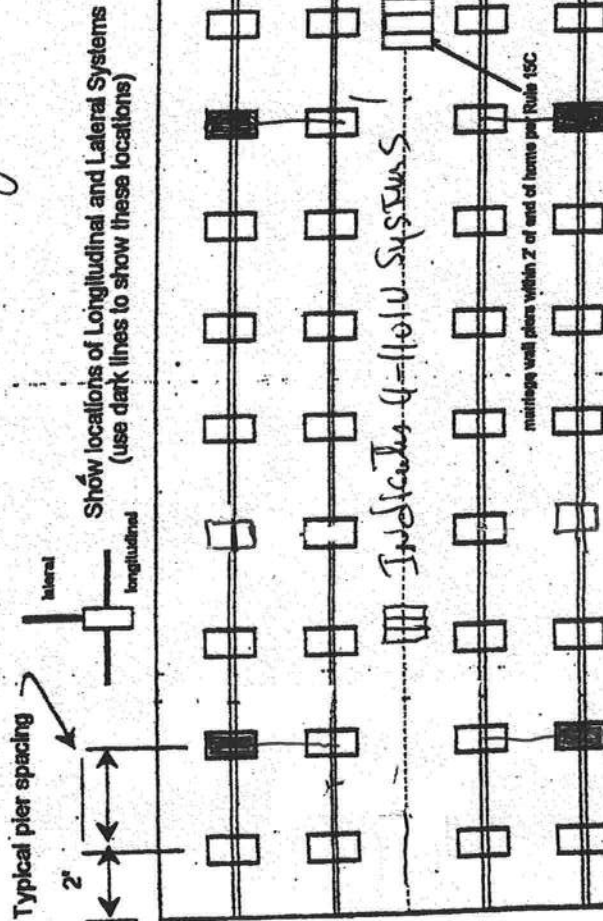 Typical pier spacing
2'
lateral
longitudinal
Show locations of Longitudinal and Lateral Systems
(use dark lines to show these locations)
Indicates 4-1101 U Systems
marriage wall piers within 2' of end of home per Rule 15C